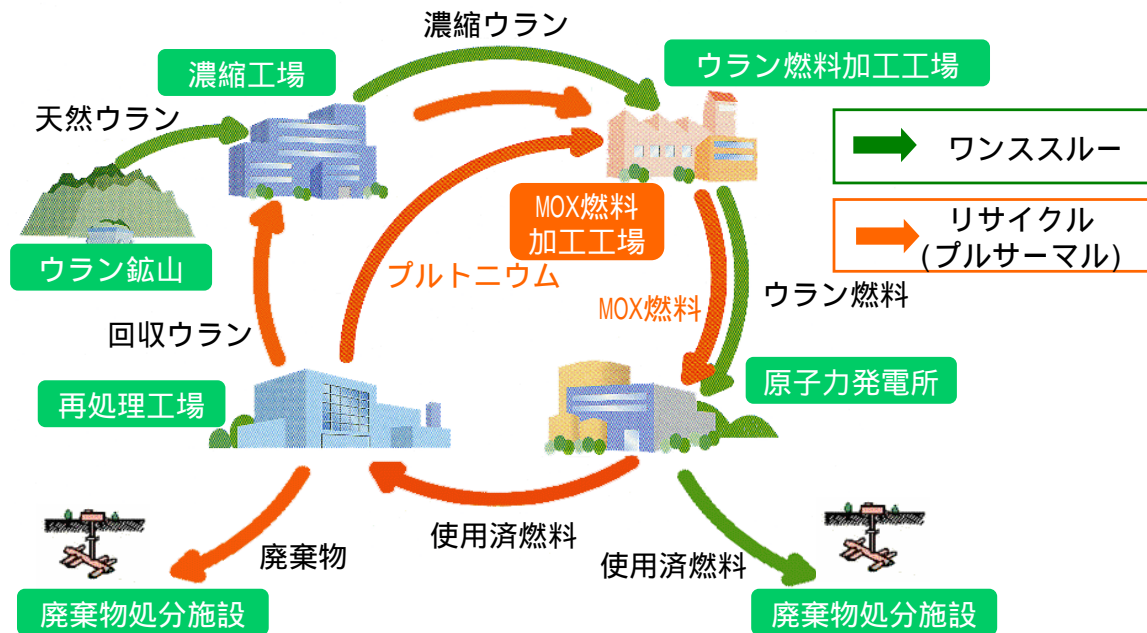 濃縮ウラン
濃縮工場
ウラン燃料加工工場
天然ウラン
ワンススルー
MOX燃料
加工工場
リサイクル
(プルサーマル)
ウラン鉱山
プルトニウム
ウラン燃料
MOX燃料
回収ウラン
原子力発電所
再処理工場
使用済燃料
廃棄物
使用済燃料
廃棄物処分施設
廃棄物処分施設